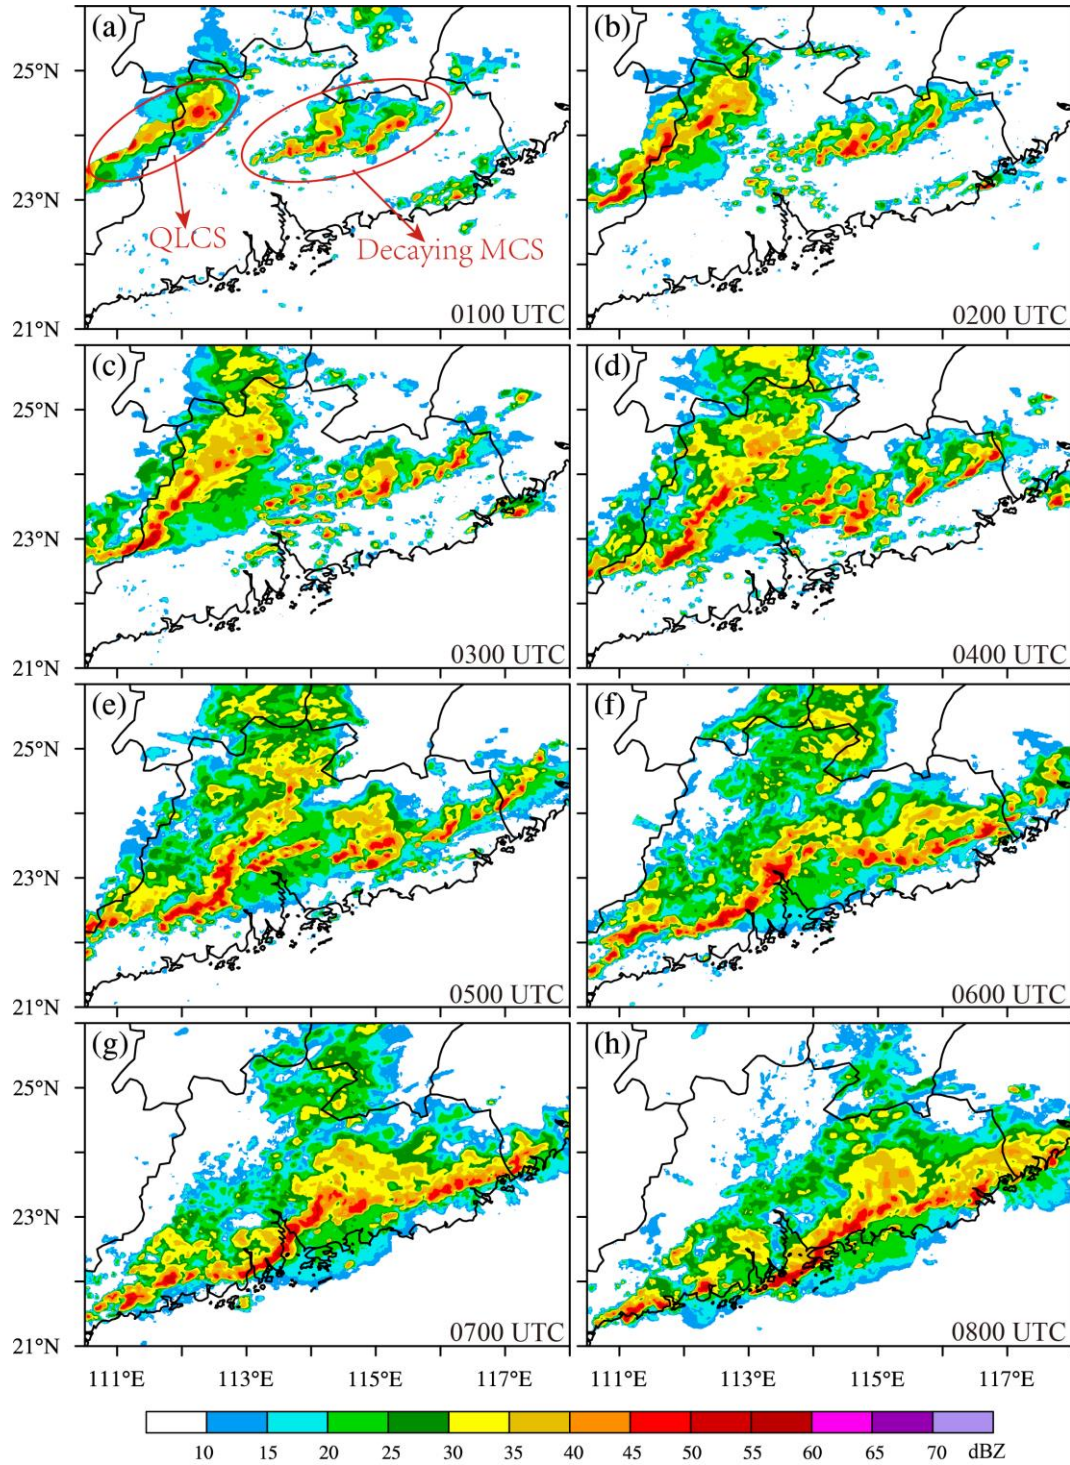 (a)
(b)
25°N
23°N
21°N
QLCS
Decaying MCS
0100 UTC
0200 UTC
(c)
(d)
25°N
23°N
21°N
0300 UTC
0400 UTC
(e)
(f)
25°N
23°N
21°N
0500 UTC
0600 UTC
(g)
(h)
25°N
23°N
21°N
0700 UTC
0800 UTC
111°E 113°E 115°E 117°E 111°E 113°E 115°E 117°E
10 15 20 25 30 35 40 45 50 55 60 65 70 dBZ